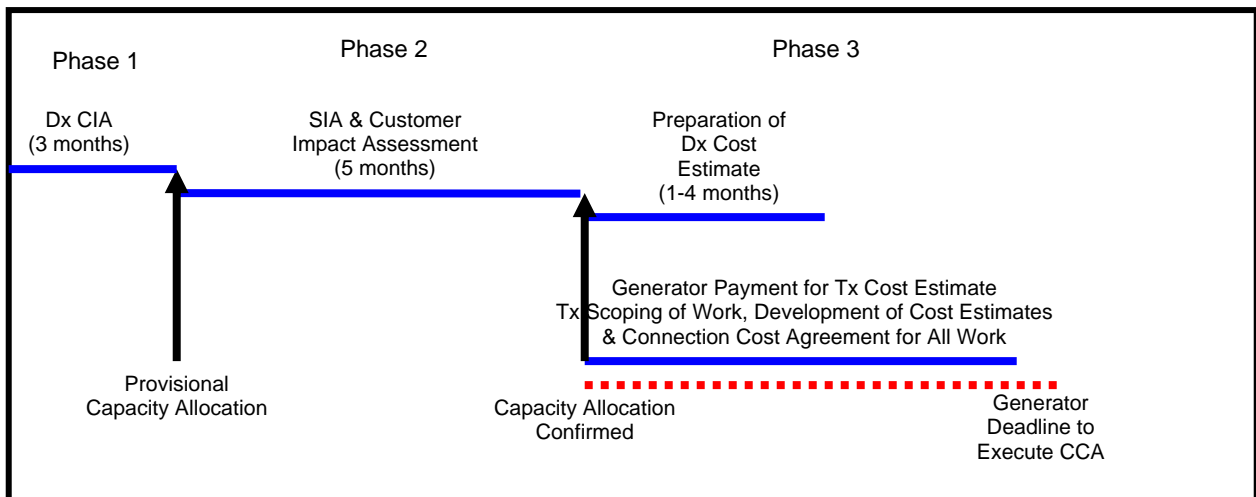 Phase 1
Phase 2
Phase 3
Dx CIA
(3 months)
SIA & Customer
Impact Assessment
(5 months)
Preparation of
Dx Cost
Estimate
(1-4 months)
Generator Payment for Tx Cost Estimate
Tx Scoping of Work, Development of Cost Estimates
& Connection Cost Agreement for All Work
Provisional
Capacity Allocation
Capacity Allocation
Confirmed
Generator
Deadline to
Execute CCA